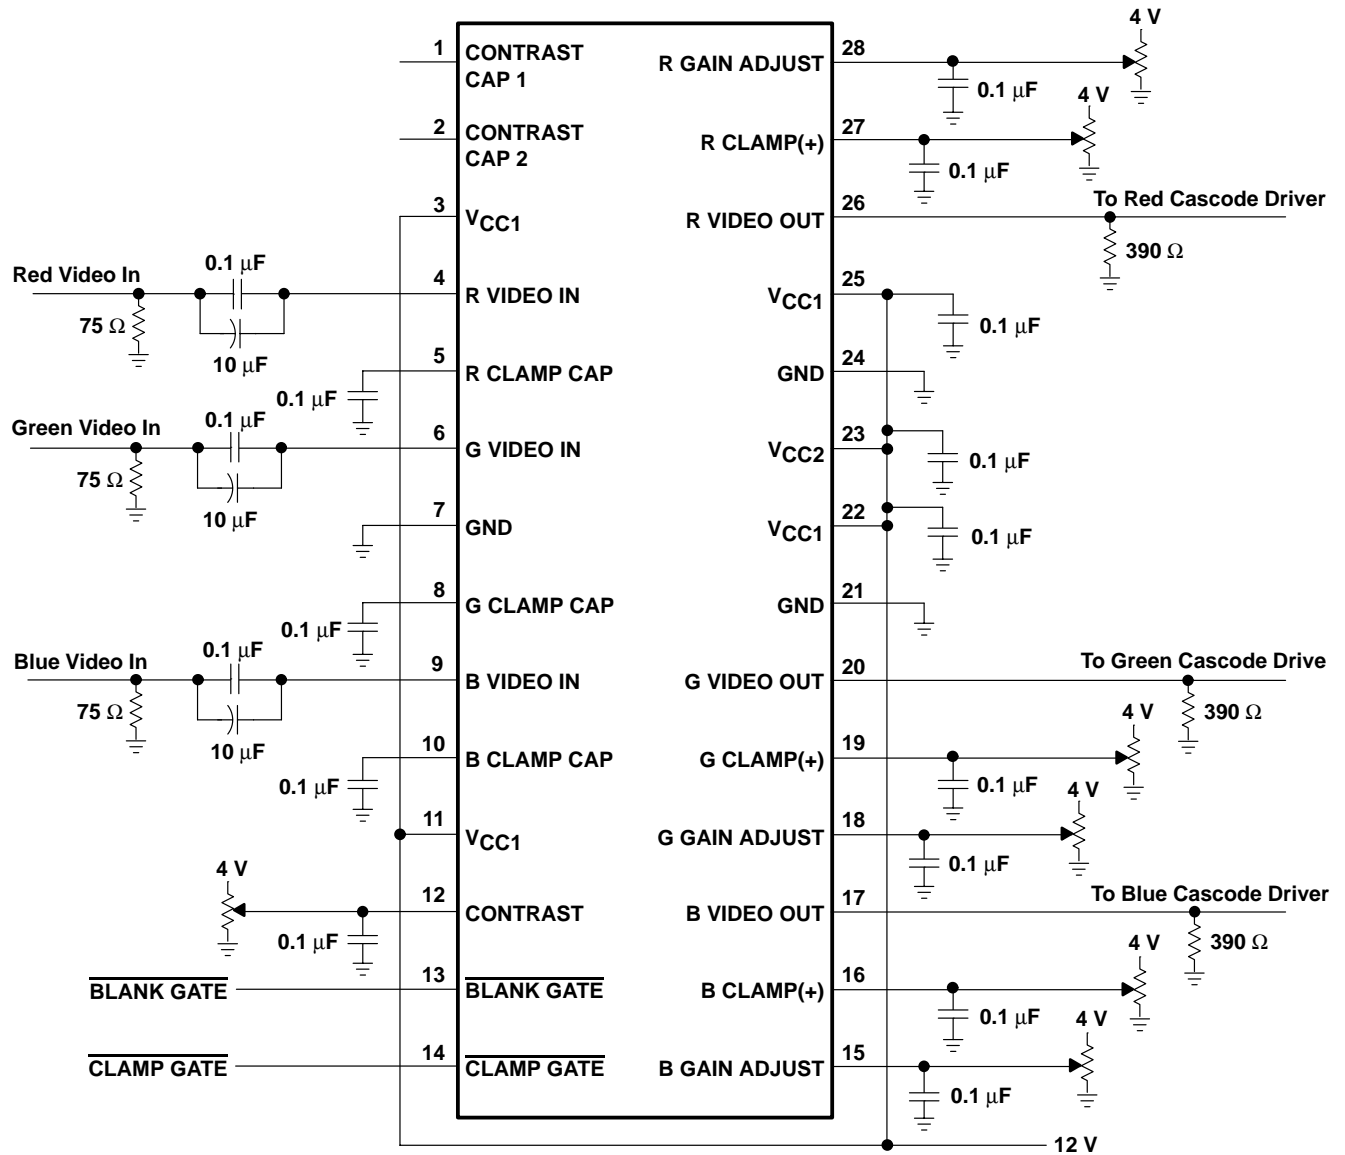 4 V
1
CONTRAST
CAP 1
R GAIN ADJUST
28
0.1 µF
4 V
2
CONTRAST
CAP 2
R CLAMP(+)
27
0.1 µF
3
VCC1
R VIDEO OUT
26
To Red Cascode Driver
390 Ω
Red Video In
0.1 µF
75 Ω
10 µF
4
R VIDEO IN
VCC1
25
0.1 µF
5
R CLAMP CAP
0.1 µF
GND
24
Green Video In
0.1 µF
75 Ω
10 µF
6
G VIDEO IN
VCC2
23
0.1 µF
7
GND
VCC1
22
0.1 µF
8
G CLAMP CAP
0.1 µF
GND
21
Blue Video In
0.1 µF
75 Ω
10 µF
9
B VIDEO IN
G VIDEO OUT
20
To Green Cascode Drive
390 Ω
4 V
10
B CLAMP CAP
0.1 µF
G CLAMP(+)
19
0.1 µF
4 V
11
VCC1
G GAIN ADJUST
18
0.1 µF
4 V
12
CONTRAST
0.1 µF
B VIDEO OUT
17
To Blue Cascode Driver
390 Ω
4 V
BLANK GATE
13
BLANK GATE
B CLAMP(+)
16
0.1 µF
4 V
CLAMP GATE
14
CLAMP GATE
B GAIN ADJUST
15
0.1 µF
12 V